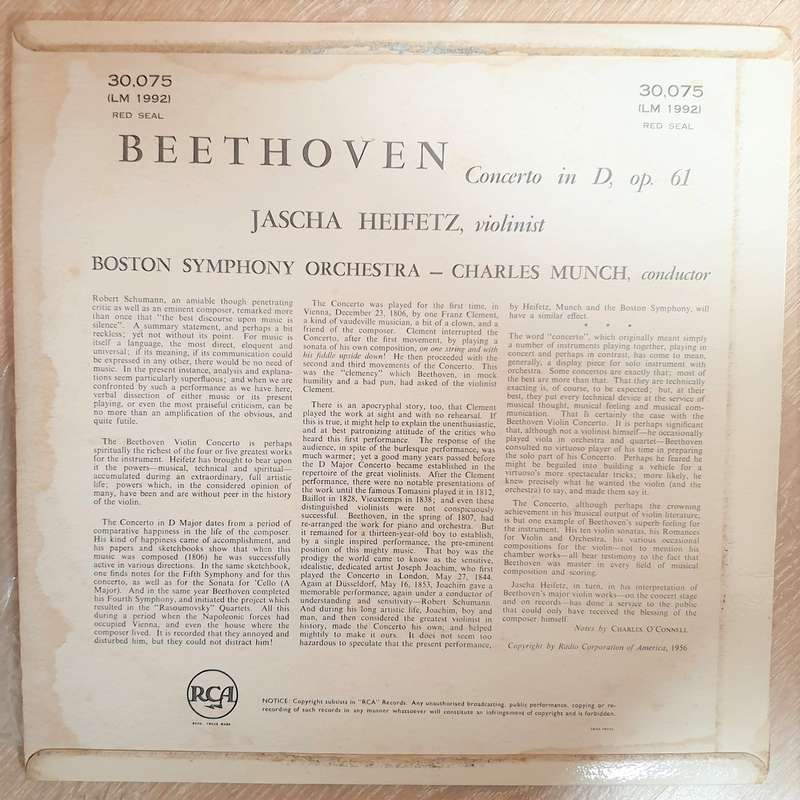 30,075
(LM 1992)
RED SEAL
30,075
(LM 1992)
RED SEAL
BEETHOVEN Concerto in D, op. 61
JASCHA HEIFETZ, violinist
BOSTON SYMPHONY ORCHESTRA – CHARLES MUNCH, conductor
Robert Schumann, an amiable though penetrating
critic as well as an eminent composer, remarked more
than once that "the best discourse upon music is
silence". A summary statement, and perhaps a bit
reckless; yet not without its point. For music is
itself a language, the most direct, eloquent and
universal; if its meaning, if its communication could
be expressed in any other, there would be no need of
music. In the present instance, analysis and explana-
tions seem particularly superfluous; and when we are
confronted by such a performance as we have here,
verbal dissection of either music or its present
playing, or even the most praiseful criticism, can be
no more than an amplification of the obvious, and
quite futile.
The Beethoven Violin Concerto is perhaps
spiritually the richest of the four or five greatest works
for the instrument. Heifetz has brought to bear upon
it the powers—musical, technical and spiritual—
accumulated during an extraordinary, full artistic
life; powers which, in the considered opinion of
many, have been and are without peer in the history
of the violin.
The Concerto in D Major dates from a period of
comparative happiness in the life of the composer.
His kind of happiness came of accomplishment, and
his papers and sketchbooks show that when this
music was composed (1806) he was successfully
active in various directions. In the same sketchbook,
one finds notes for the Fifth Symphony and for this
concerto, as well as for the Sonata for 'Cello (A
Major). And in the same year Beethoven completed
his Fourth Symphony, and initiated the project which
resulted in the "Rasoumovsky" Quartets. All this
during a period when the Napoleonic forces had
occupied Vienna, and even the house where the
composer lived. It is recorded that they annoyed and
disturbed him, but they could not distract him!
The Concerto was played for the first time, in
Vienna, December 23, 1806, by one Franz Clement,
a kind of vaudeville musician, a bit of a clown, and a
friend of the composer. Clement interrupted the
Concerto, after the first movement, by playing a
sonata of his own composition, on one string and with
his fiddle upside down! He then proceeded with the
second and third movements of the Concerto. This
was the "clemency" which Beethoven, in mock
humility and a bad pun, had asked of the violinist
Clement.
There is an apocryphal story, too, that Clement
played the work at sight and with no rehearsal. If
this is true, it might help to explain the unenthusiastic,
and at best patronizing attitude of the critics who
heard this first performance. The response of the
audience, in spite of the burlesque performance, was
much warmer; yet a good many years passed before
the D Major Concerto became established in the
repertoire of the great violinists. After the Clement
performance, there were no notable presentations of
the work until the famous Tomasini played it in 1812,
Baillot in 1828, Vieuxtemps in 1838; and even these
distinguished violinists were not conspicuously
successful. Beethoven, in the spring of 1807, had
re-arranged the work for piano and orchestra. But
it remained for a thirteen-year-old boy to establish,
by a single inspired performance, the pre-eminent
position of this mighty music. That boy was the
prodigy the world came to know as the sensitive,
idealistic, dedicated artist Joseph Joachim, who first
played the Concerto in London, May 27, 1844.
Again at Düsseldorf, May 16, 1853, Joachim gave a
memorable performance, again under a conductor of
understanding and sensitivity—Robert Schumann.
And during his long artistic life, Joachim, boy and
man, and then considered the greatest violinist in
history, made the Concerto his own, and helped
mightily to make it ours. It does not seem too
hazardous to speculate that the present performance,
by Heifetz, Munch and the Boston Symphony, will
have a similar effect.
* * *
The word "concerto", which originally meant simply
a number of instruments playing together, playing in
concert and perhaps in contrast, has come to mean,
generally, a display piece for solo instrument with
orchestra. Some concertos are exactly that; most of
the best are more than that. That they are technically
exacting is, of course, to be expected; but, at their
best, they put every technical device at the service of
musical thought, musical feeling and musical com-
munication. That is certainly the case with the
Beethoven Violin Concerto. It is perhaps significant
that, although not a violinist himself—he occasionally
played viola in orchestra and quartet—Beethoven
consulted no virtuoso player of his time in preparing
the solo part of his Concerto. Perhaps he feared he
might be beguiled into building a vehicle for a
virtuoso's more spectacular tricks; more likely, he
knew precisely what he wanted the violin (and the
orchestra) to say, and made them say it.
The Concerto, although perhaps the crowning
achievement in the musical output of violin literature,
is but one example of Beethoven's superb feeling for
the instrument. His ten violin sonatas, his Romances
for Violin and Orchestra, his various occasional
compositions for the violin—not to mention his
chamber works—all bear testimony to the fact that
Beethoven was master in every field of musical
composition and scoring.
Jascha Heifetz, in turn, in his interpretation of
Beethoven's major violin works—on the concert stage
and on records—has done a service to the public
that could only have received the blessing of the
composer himself.
Notes by CHARLES O'CONNELL
Copyright by Radio Corporation of America, 1956
RCA
NOTICE: Copyright subsists in "RCA" Records. Any unauthorised broadcasting, public performance, copying or re-
recording of such records in any manner whatsoever will constitute an infringement of copyright and is forbidden.